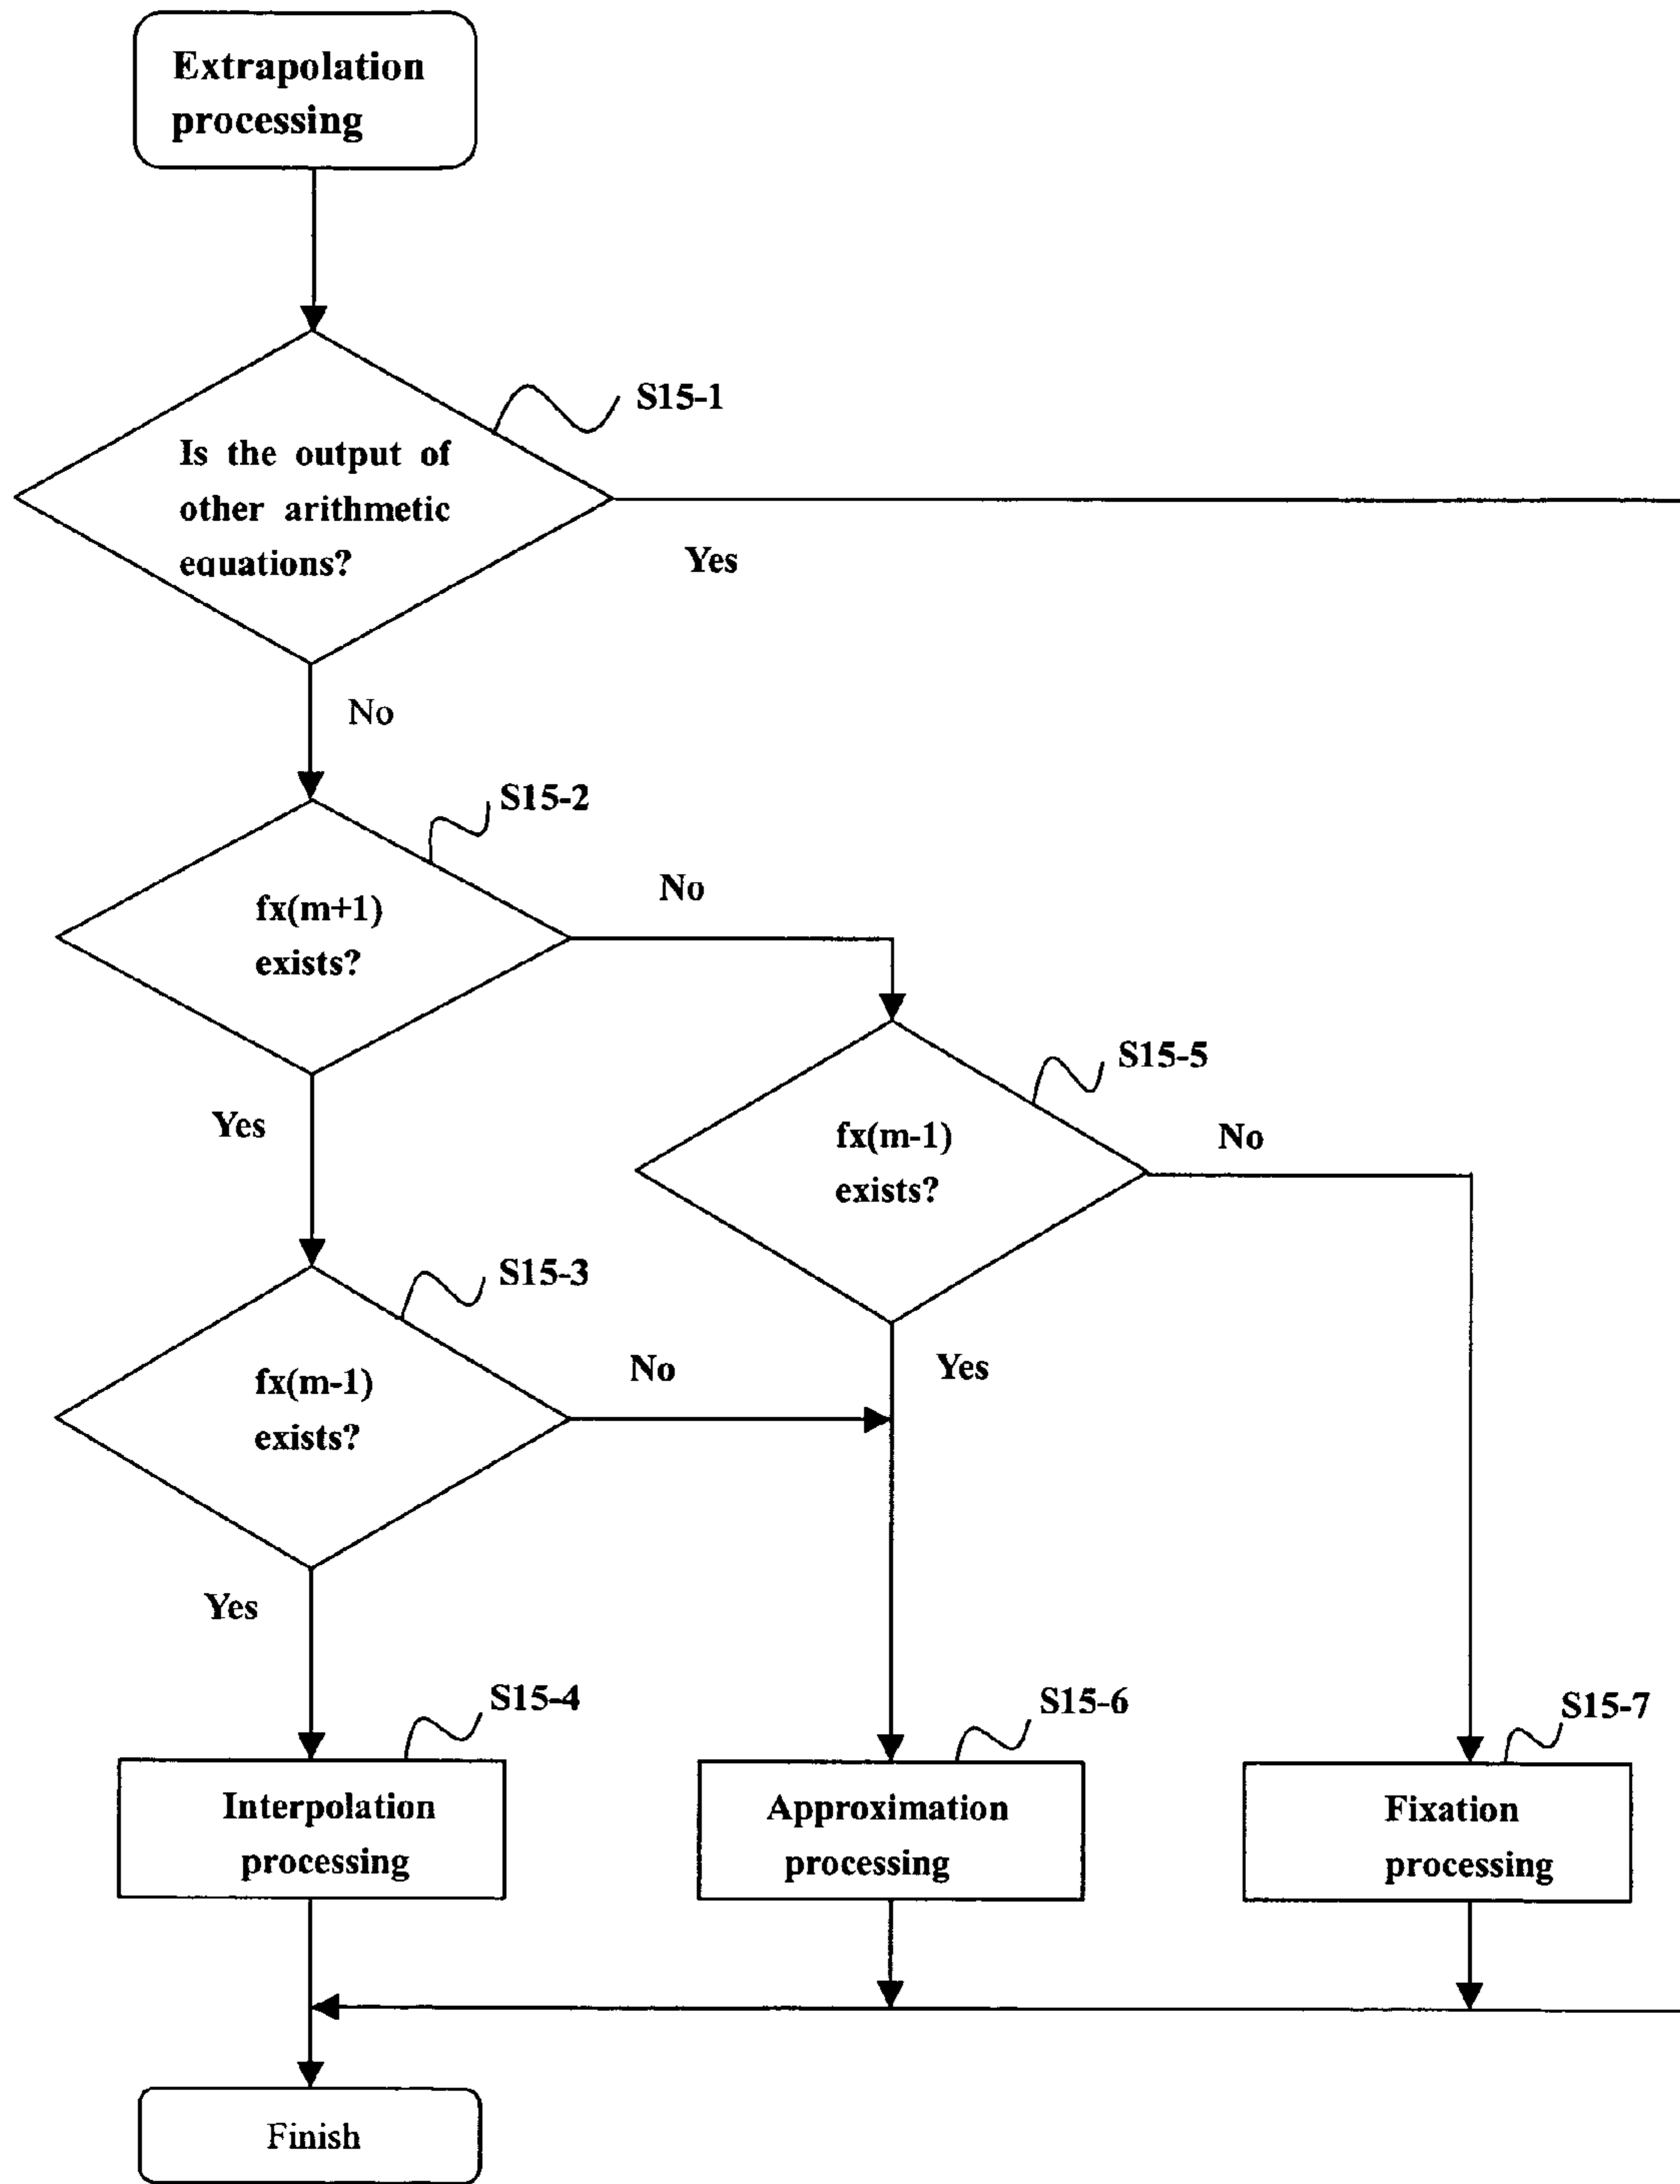 Extrapolation
processing
S15-1
Is the output of
other arithmetic
equations?
Yes
No
S15-2
No
fx(m+1)
exists?
S15-5
Yes
fx(m-1)
exists?
No
S15-3
No
Yes
fx(m-1)
exists?
Yes
S15-4
S15-6
S15-7
Interpolation
processing
Approximation
processing
Fixation
processing
Finish